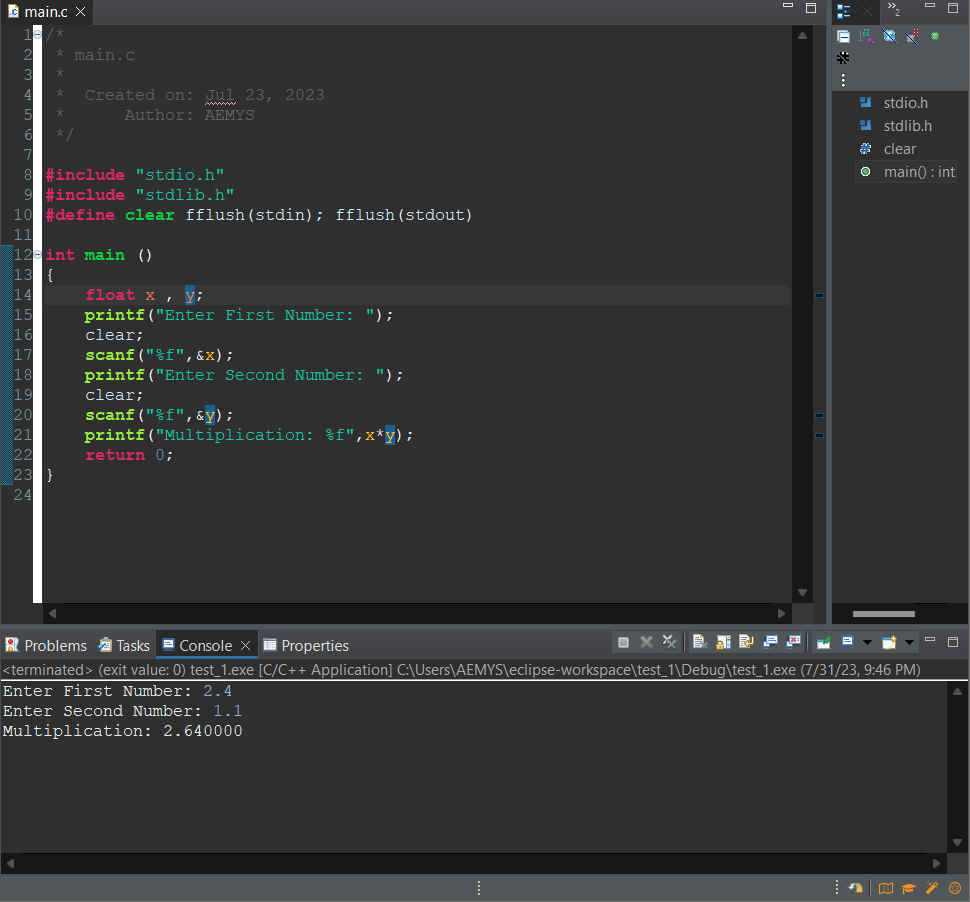 main.c
2
1 /*
2  * main.c
3  *
4  *  Created on: Jul 23, 2023
5  *      Author: AEMYS
6  */
7
8 #include "stdio.h"
9 #include "stdlib.h"
10 #define clear fflush(stdin); fflush(stdout)
11
12 int main ()
13 {
14     float x , y;
15     printf("Enter First Number: ");
16     clear;
17     scanf("%f",&x);
18     printf("Enter Second Number: ");
19     clear;
20     scanf("%f",&y);
21     printf("Multiplication: %f",x*y);
22     return 0;
23 }
24
stdio.h
stdlib.h
clear
main() : int
Problems Tasks Console Properties
<terminated> (exit value: 0) test_1.exe [C/C++ Application] C:\Users\AEMYS\eclipse-workspace\test_1\Debug\test_1.exe (7/31/23, 9:46 PM)
Enter First Number: 2.4
Enter Second Number: 1.1
Multiplication: 2.640000